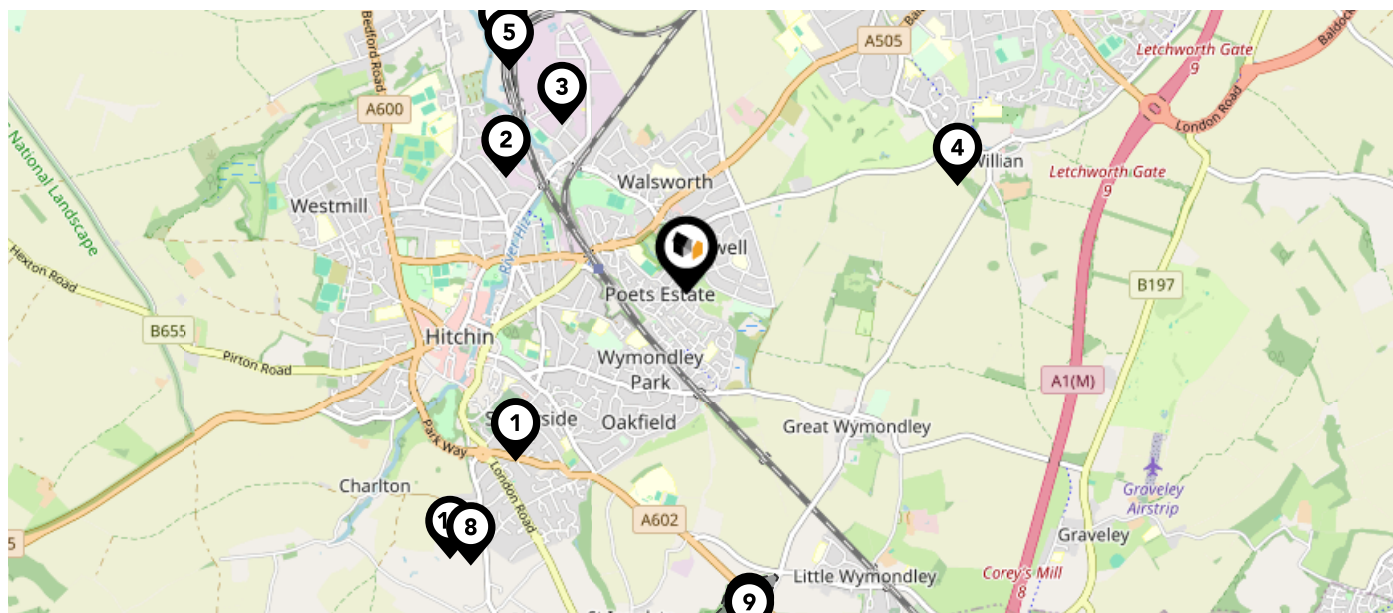 Bedford Road
5
A505
Baldock
Letchworth Gate
9
3
A600
London Road
2
4
Willian
Letchworth Gate
9
National Landscape
Walsworth
Westmill
River Hiz
well
Hexton Road
B197
Poets Estate
B655
Hitchin
Pirton Road
Wymondley
Park
A1(M)
1
side
Oakfield
Great Wymondley
Park Way
London Road
Charlton
Graveley
Airstrip
1
8
A602
Graveley
5
Corey's Mill
8
Little Wymondley
9